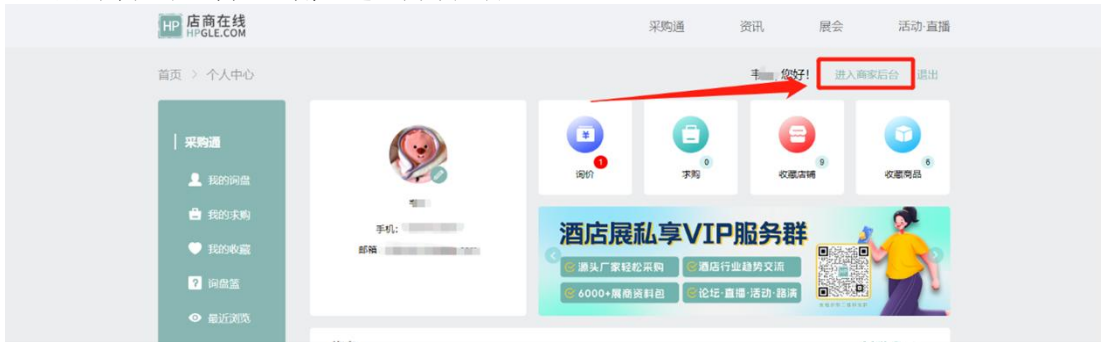 HP 店商在线
HPGLE.COM
采购通 资讯 展会 活动·直播
首页 > 个人中心
韦 您好! 进入商家后台 退出
采购通
我的询盘
我的求购
我的收藏
询盘篮
最近浏览
手机:
邮箱
1
询价
0
求购
9
收藏店铺
6
收藏商品
酒店展私享VIP服务群
源头厂家轻松采购 酒店行业趋势交流
6000+展商资料包 论坛·直播·活动·路演